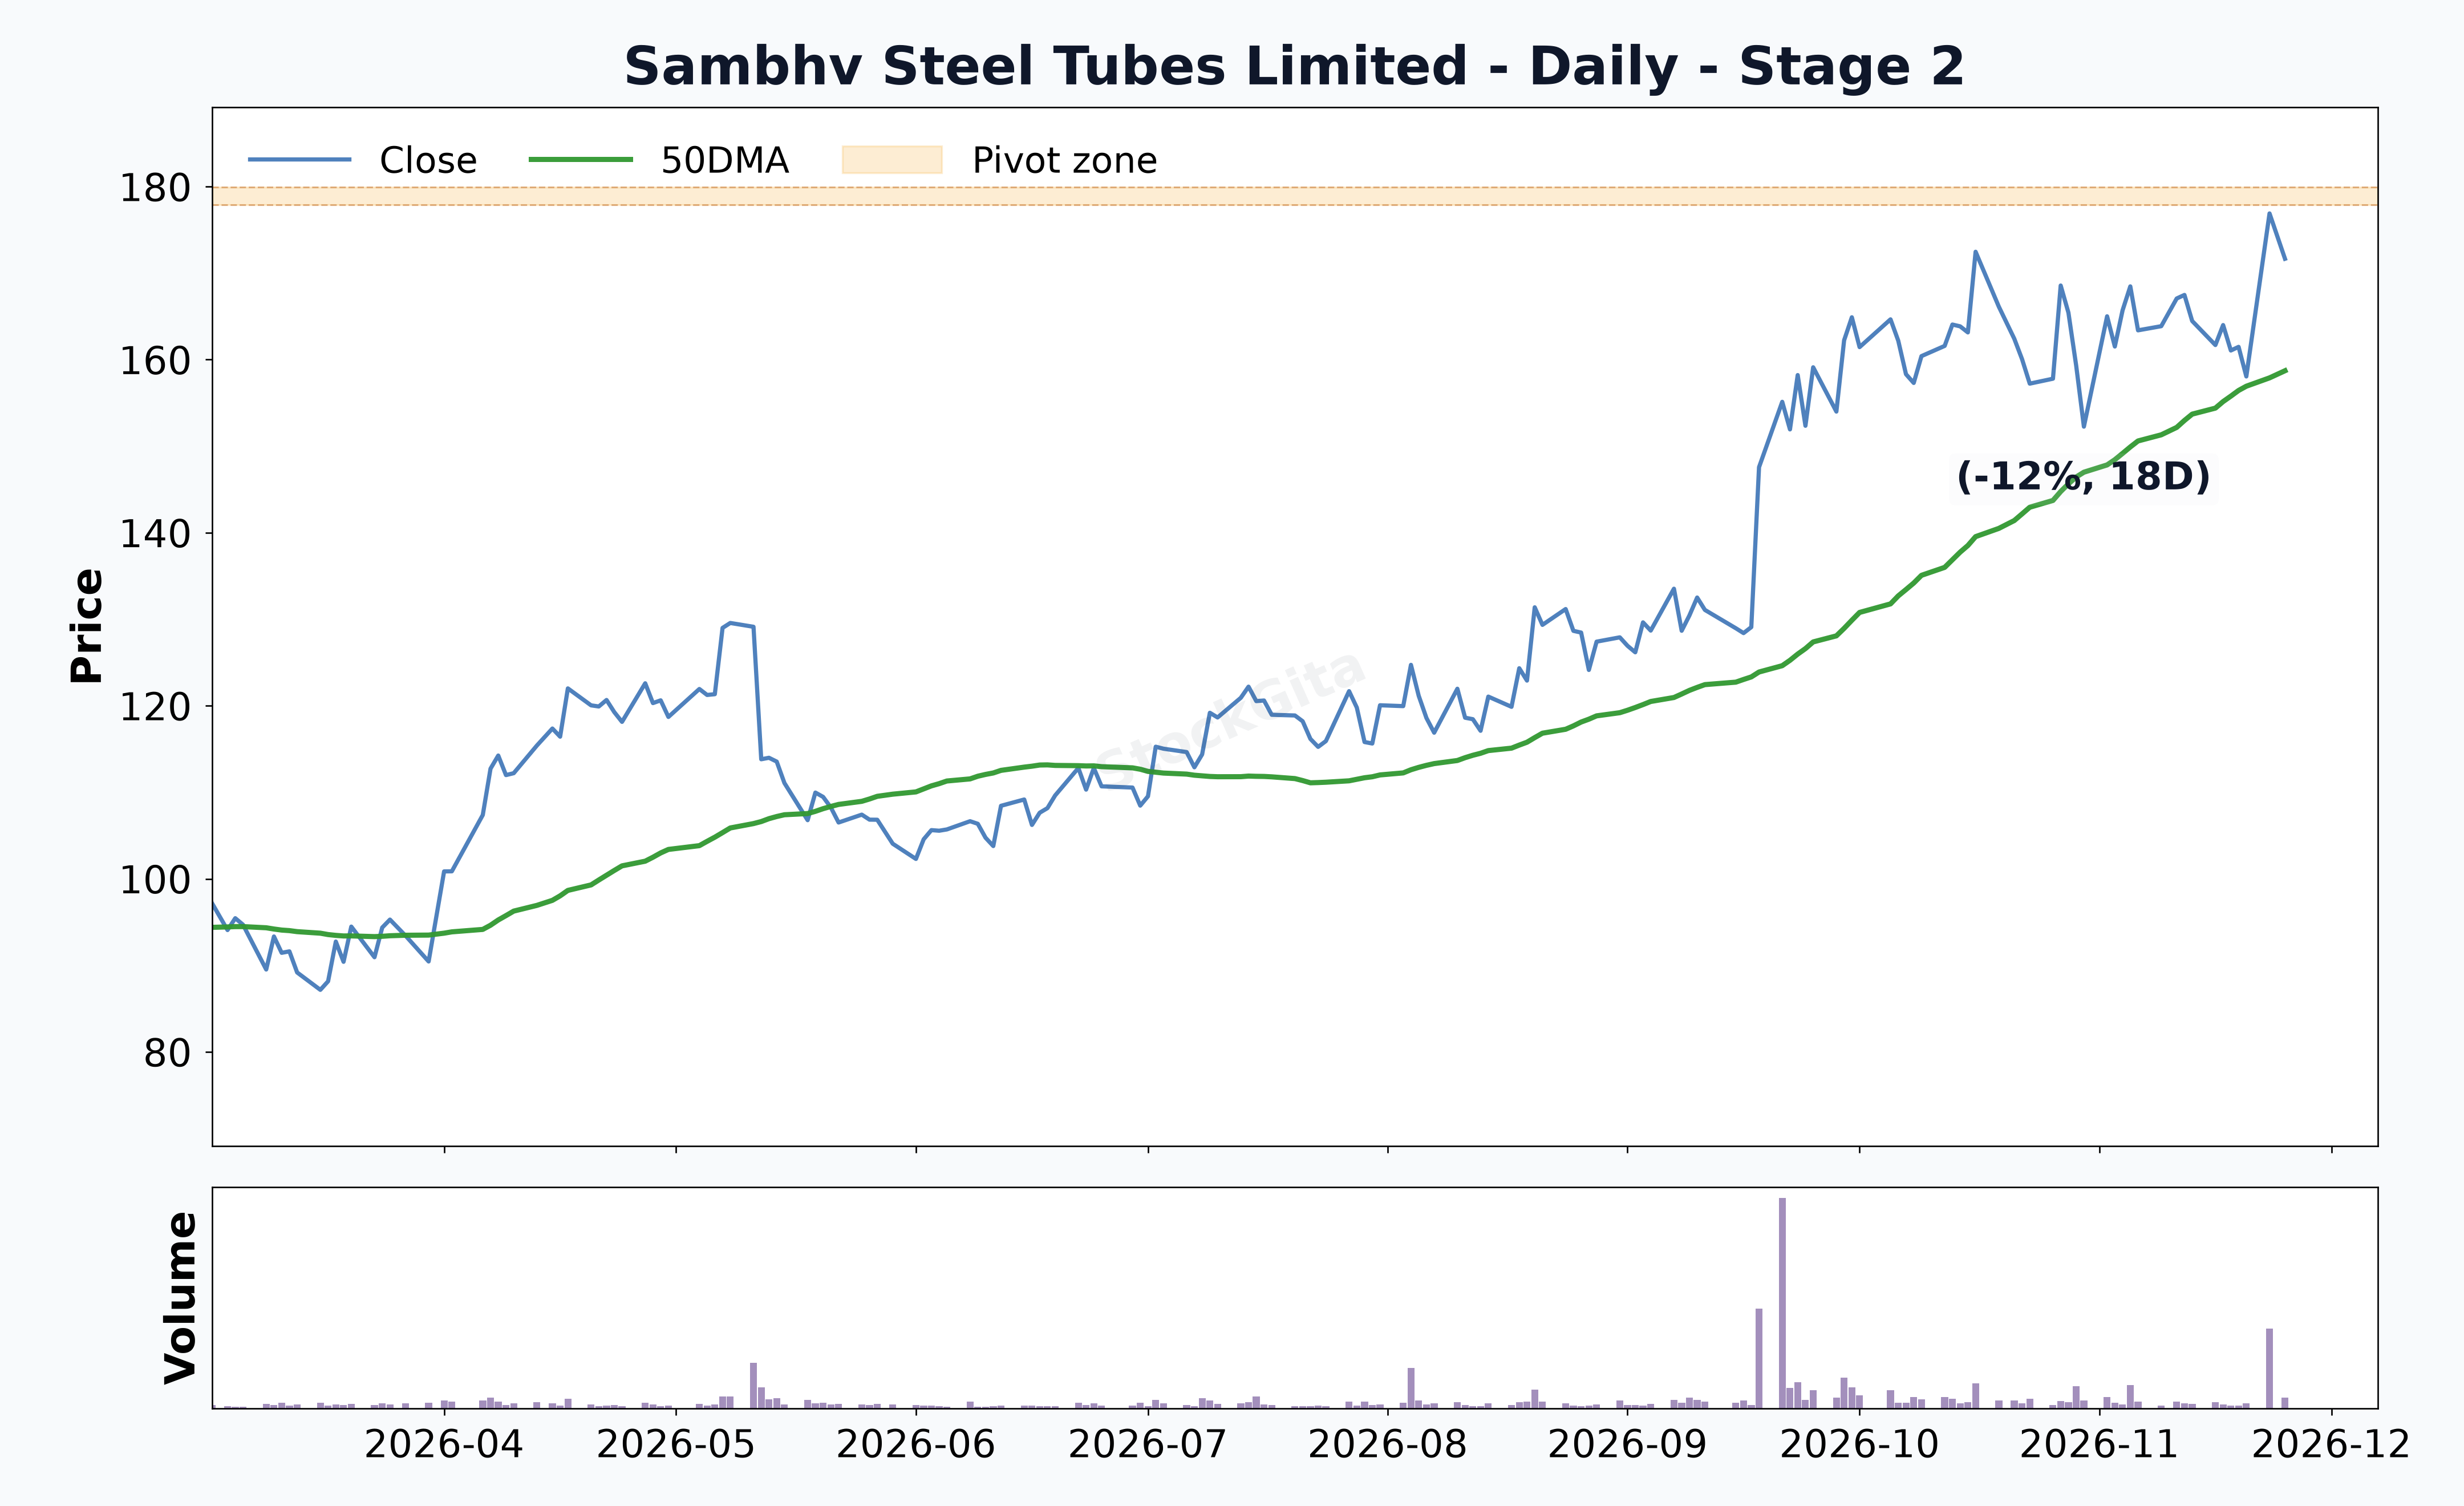 Sambhv Steel Tubes Limited - Daily - Stage 2
Close 50DMA Pivot zone
180
160
140
120
100
80
Price
(-12%, 18D)
StockGita
Volume
2026-04 2026-05 2026-06 2026-07 2026-08 2026-09 2026-10 2026-11 2026-12